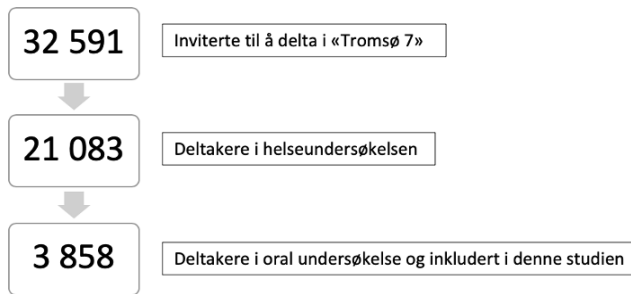 32 591
Inviterte til å delta i «Tromsø 7»
21 083
Deltakere i helseundersøkelsen
3 858
Deltakere i oral undersøkelse og inkludert i denne studien